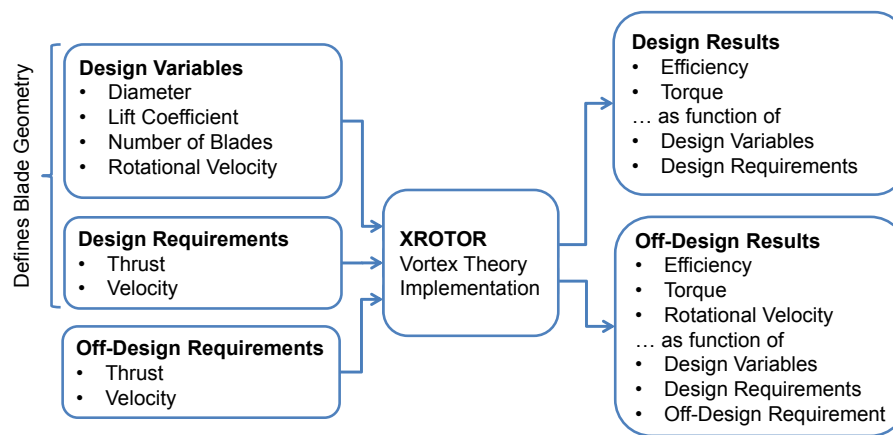 Defines Blade Geometry
Design Variables
• Diameter
• Lift Coefficient
• Number of Blades
• Rotational Velocity
Design Requirements
• Thrust
• Velocity
Off-Design Requirements
• Thrust
• Velocity
XROTOR
Vortex Theory
Implementation
Design Results
• Efficiency
• Torque
… as function of
• Design Variables
• Design Requirements
Off-Design Results
• Efficiency
• Torque
• Rotational Velocity
… as function of
• Design Variables
• Design Requirements
• Off-Design Requirement